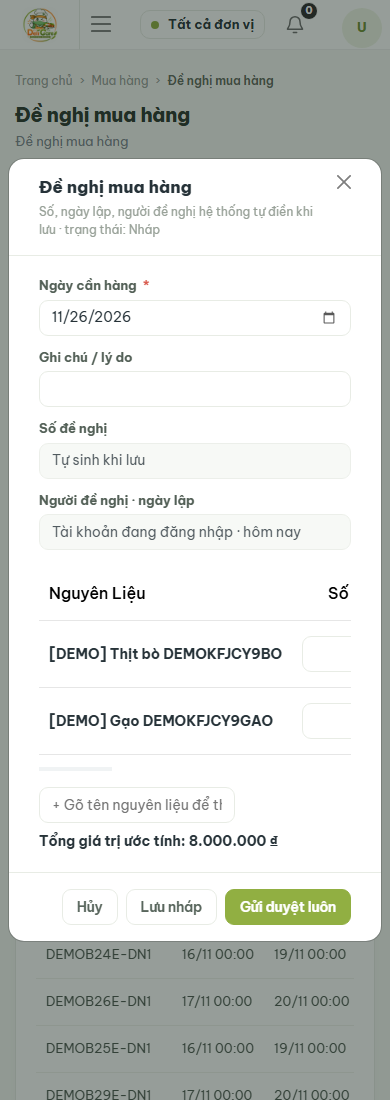 Tất cả đơn vị
0
U
Trang chủ › Mua hàng › Đề nghị mua hàng
Đề nghị mua hàng
Đề nghị mua hàng
Đề nghị mua hàng
Số, ngày lập, người đề nghị hệ thống tự điền khi
lưu · trạng thái: Nháp
Ngày cần hàng *
11/26/2026
Ghi chú / lý do
Số đề nghị
Tự sinh khi lưu
Người đề nghị · ngày lập
Tài khoản đang đăng nhập · hôm nay
Nguyên Liệu Số
[DEMO] Thịt bò DEMOKFJCY9BO
[DEMO] Gạo DEMOKFJCY9GAO
+ Gõ tên nguyên liệu để th
Tổng giá trị ước tính: 8.000.000 ₫
Hủy Lưu nháp Gửi duyệt luôn
DEMOB24E-DN1 16/11 00:00 19/11 00:00
DEMOB26E-DN1 17/11 00:00 20/11 00:00
DEMOB25E-DN1 16/11 00:00 19/11 00:00
DEMOB29E-DN1 17/11 00:00 20/11 00:00